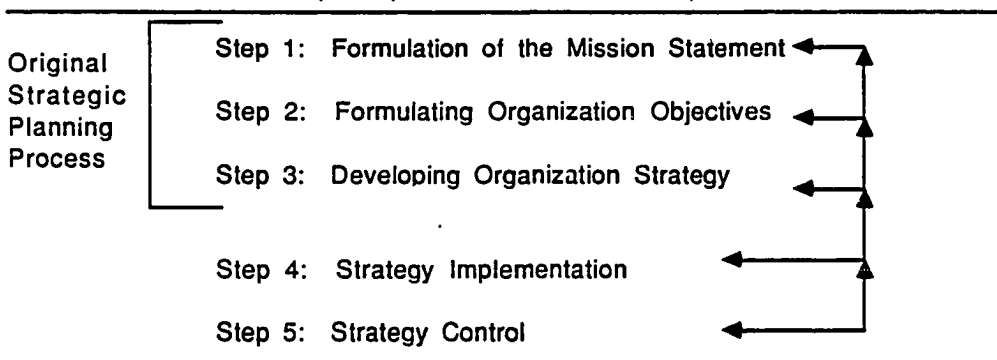 Original
Strategic
Planning
Process
Step 1: Formulation of the Mission Statement
Step 2: Formulating Organization Objectives
Step 3: Developing Organization Strategy
Step 4: Strategy Implementation
Step 5: Strategy Control